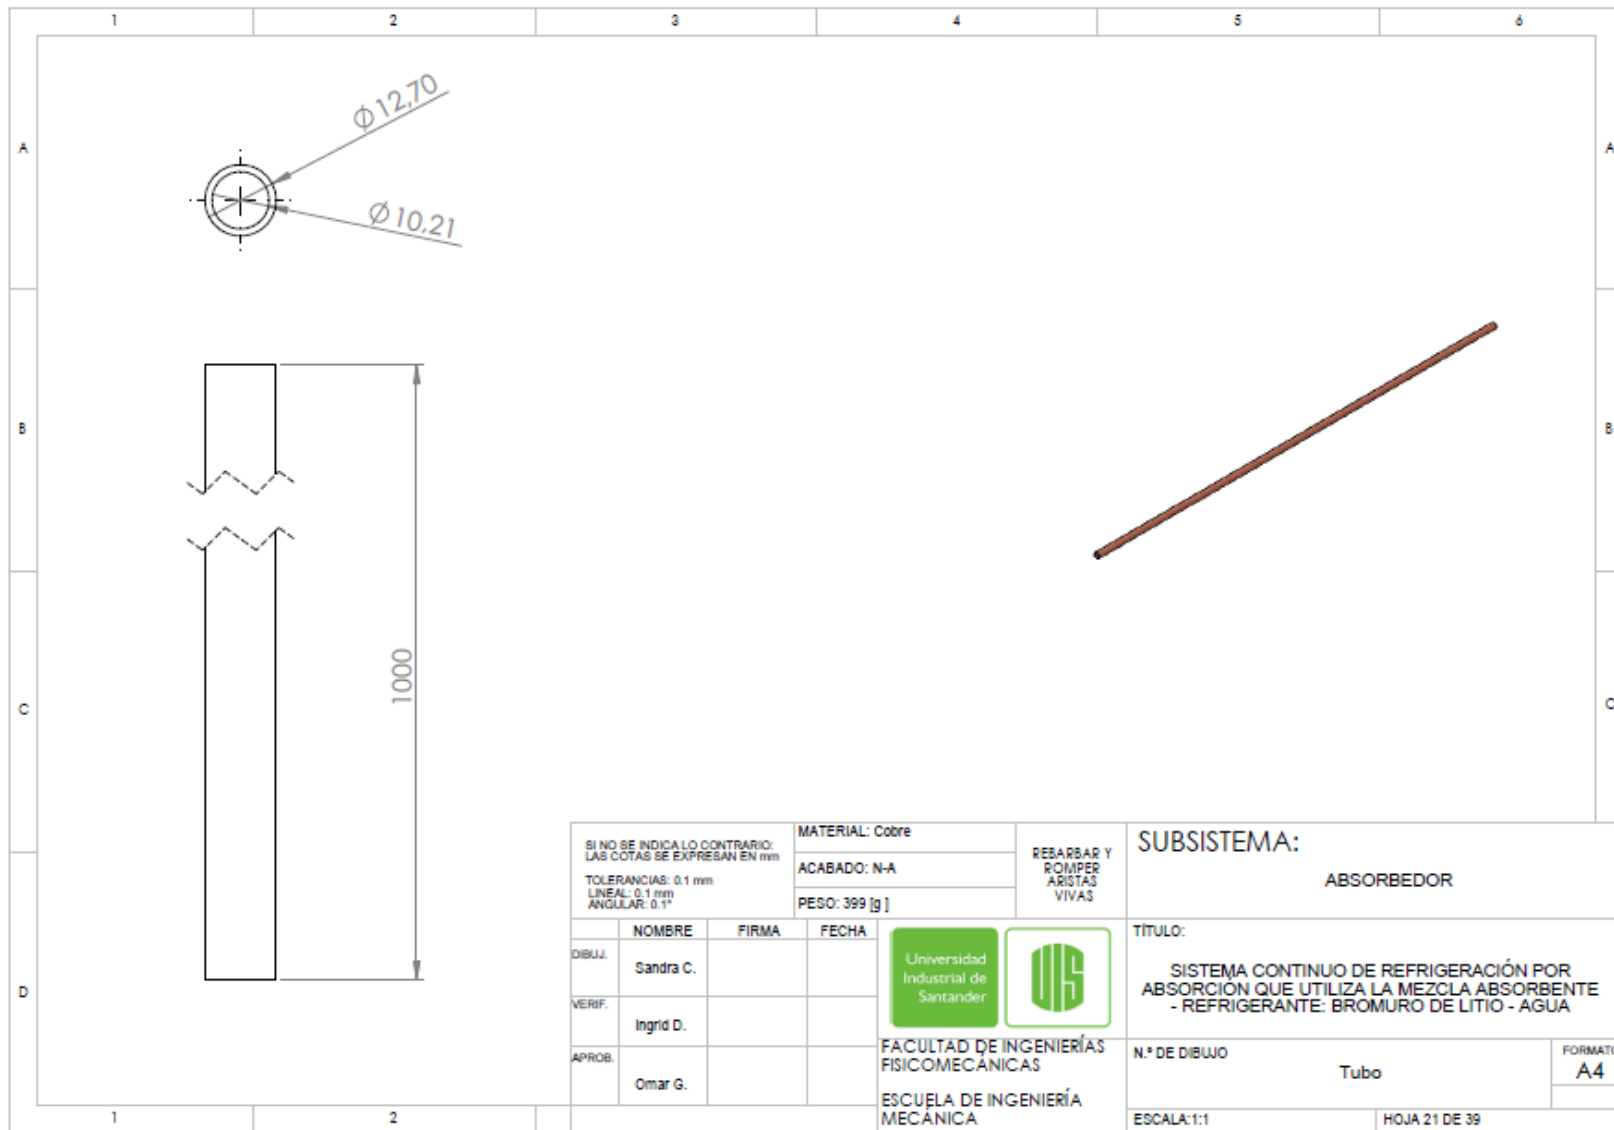 1 2 3 4 5 6
A A
Ø12,70
Ø10,21
B B
1000
C C
D
SI NO SE INDICA LO CONTRARIO:
LAS COTAS SE EXPRESAN EN mm
TOLERANCIAS: 0.1 mm
LINEAL: 0.1 mm
ANGULAR: 0.1°
MATERIAL: Cobre
ACABADO: N-A
PESO: 399 [g ]
REBARBAR Y
ROMPER
ARISTAS
VIVAS
SUBSISTEMA:
ABSORBEDOR
NOMBRE FIRMA FECHA
DIBUJ.
Sandra C.
VERIF.
Ingrid D.
APROB.
Omar G.
Universidad
Industrial de
Santander
UIS
FACULTAD DE INGENIERÍAS
FISICOMECÁNICAS
ESCUELA DE INGENIERÍA
MECÁNICA
TÍTULO:
SISTEMA CONTINUO DE REFRIGERACIÓN POR
ABSORCIÓN QUE UTILIZA LA MEZCLA ABSORBENTE
- REFRIGERANTE: BROMURO DE LITIO - AGUA
N.º DE DIBUJO
Tubo
FORMATO
A4
ESCALA:1:1
HOJA 21 DE 39
1 2